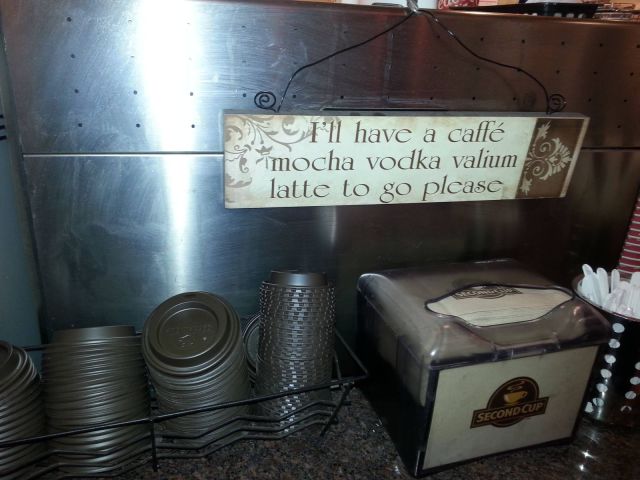 I'll have a caffé
mocha vodka valium
latte to go please
SECOND CUP